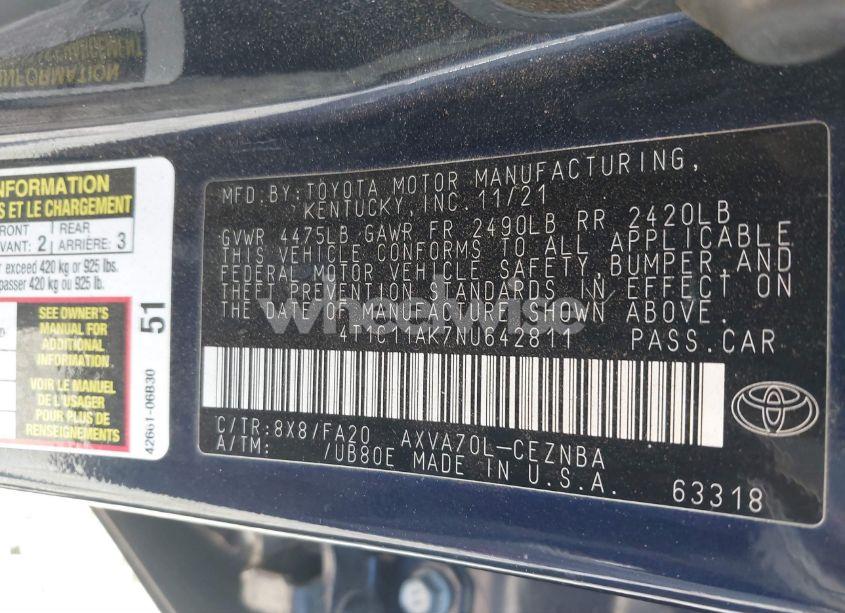 INFORMATION
NFORMATION
S ET LE CHARGEMENT
FRONT
VANT: 2
REAR
ARRIÈRE: 3
r exceed 420 kg or 925 lbs.
passer 420 kg ou 925 lb.
SEE OWNER'S
MANUAL FOR
ADDITIONAL
INFORMATION
VOIR LE MANUEL
DE L'USAGER
POUR PLUS DE
RENSEIGNEMENTS
51
42661-06B30
MFD.BY:TOYOTA MOTOR MANUFACTURING,
KENTUCKY, INC.11/21
GVWR 4475LB GAWR FR 2490LB RR 2420LB
THIS VEHICLE CONFORMS TO ALL APPLICABLE
FEDERAL MOTOR VEHICLE SAFETY, BUMPER, AND
THEFT PREVENTION STANDARDS IN EFFECT ON
THE DATE OF MANUFACTURE SHOWN ABOVE.
4T1C11AK7NU642811 PASS.CAR
C/TR:8X8/FA20 AXVA70L-CEZNBA
A/TM: /UB80E MADE IN U.S.A.
63318
wheelwise